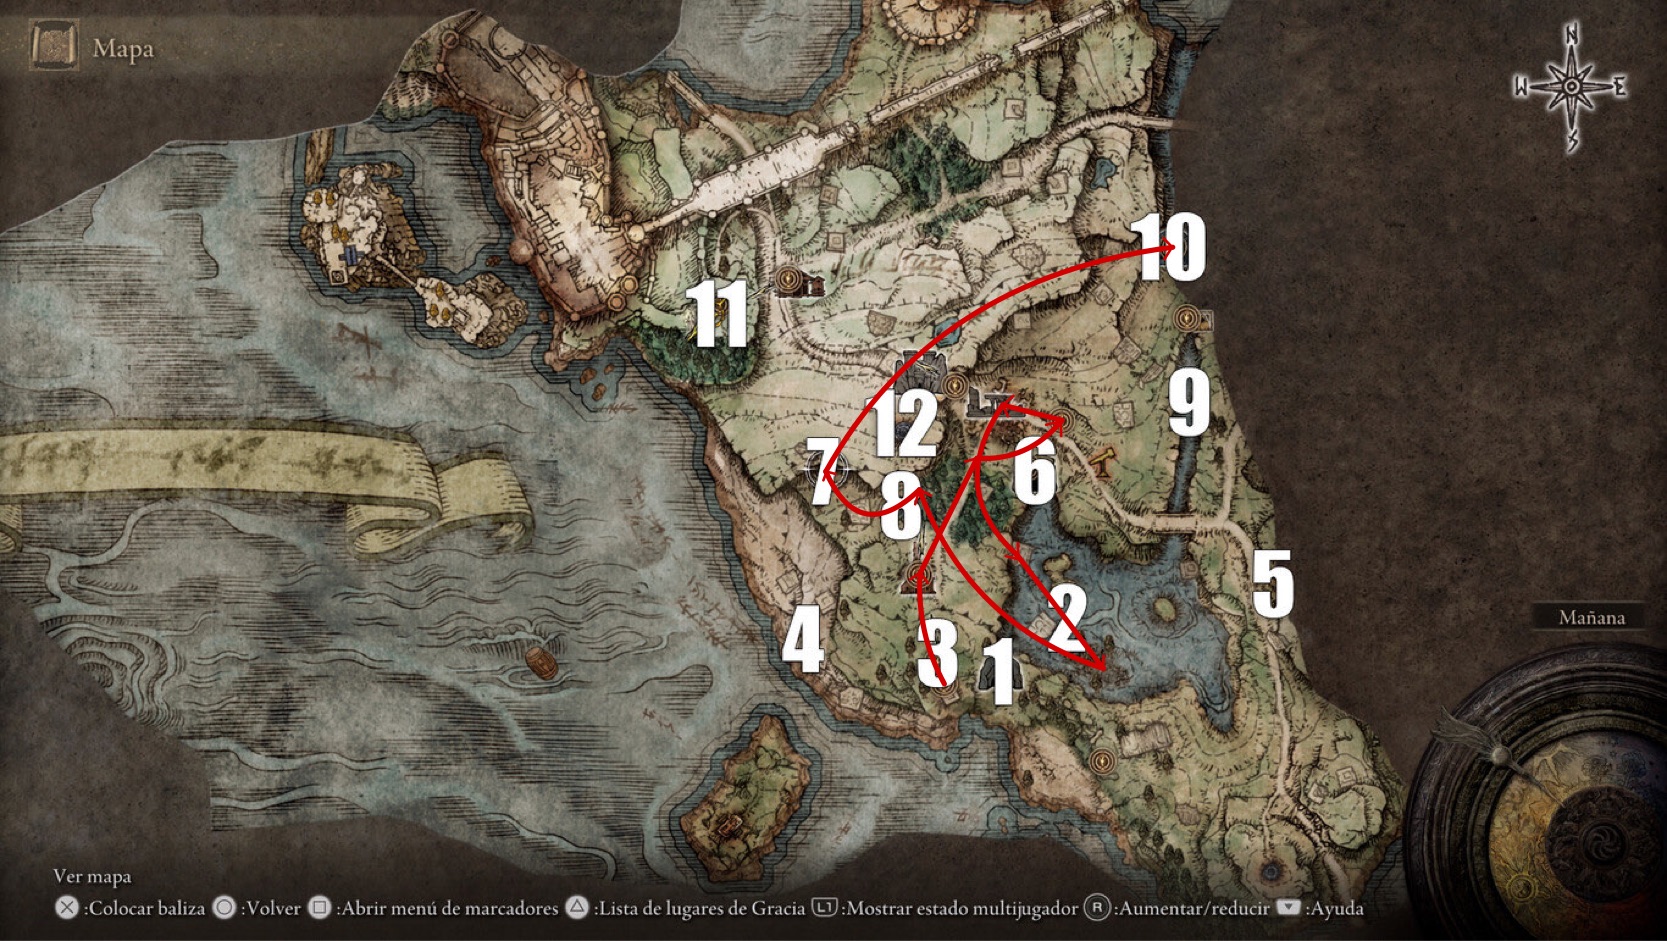 Mapa
N
W E
S
10
11
9
12
7
6
8
5
2
4
3
1
Mañana
Ver mapa
:Colocar baliza :Volver :Abrir menú de marcadores :Lista de lugares de Gracia L1 :Mostrar estado multijugador R :Aumentar/reducir :Ayuda